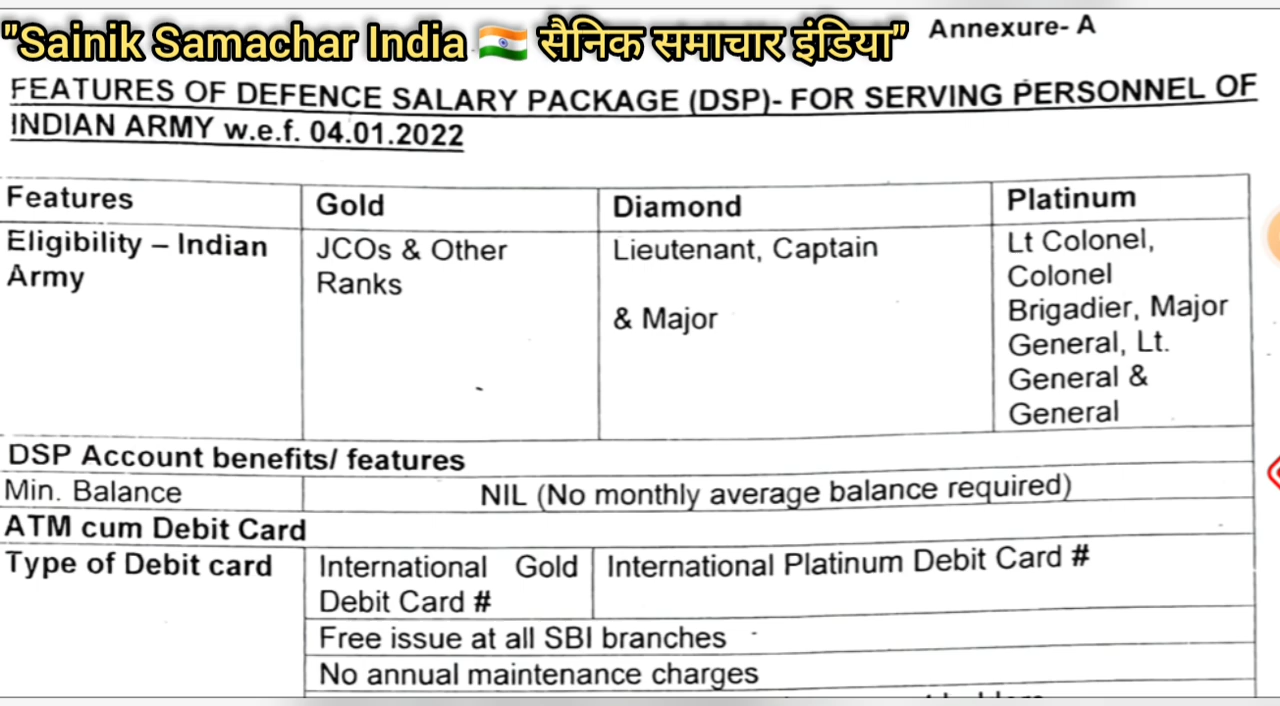 "Sainik Samachar India 🇮🇳 सैनिक समाचार इंडिया"
Annexure- A
FEATURES OF DEFENCE SALARY PACKAGE (DSP)- FOR SERVING PERSONNEL OF
INDIAN ARMY w.e.f. 04.01.2022
Features Gold Diamond Platinum
Eligibility – Indian
Army
JCOs & Other
Ranks
Lieutenant, Captain
& Major
Lt Colonel,
Colonel
Brigadier, Major
General, Lt.
General &
General
DSP Account benefits/ features
Min. Balance NIL (No monthly average balance required)
ATM cum Debit Card
Type of Debit card
International Gold
Debit Card #
International Platinum Debit Card #
Free issue at all SBI branches
No annual maintenance charges